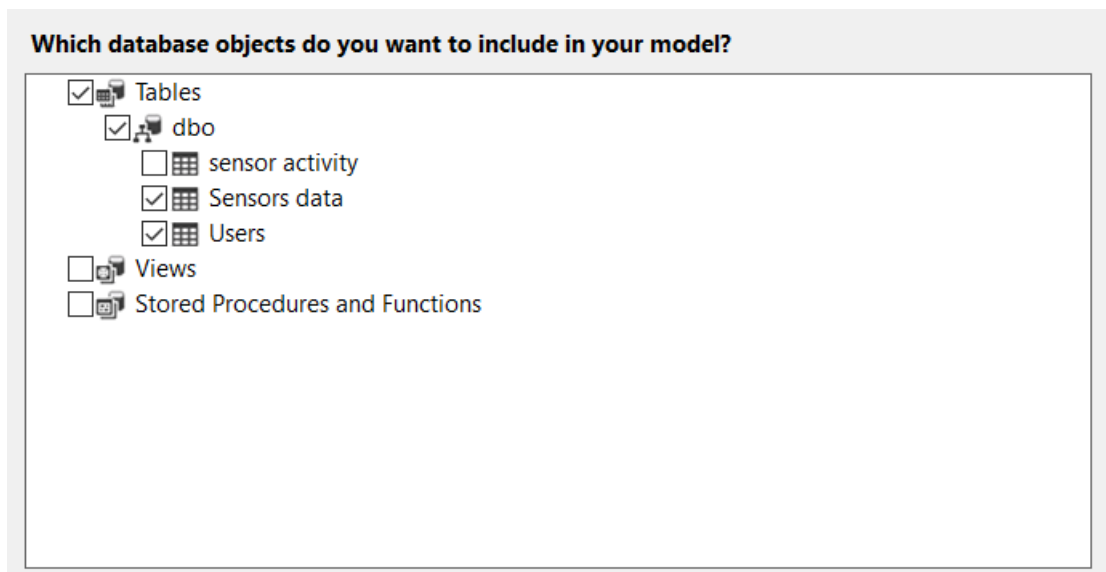 Which database objects do you want to include in your model?
Tables
dbo
sensor activity
Sensors data
Users
Views
Stored Procedures and Functions